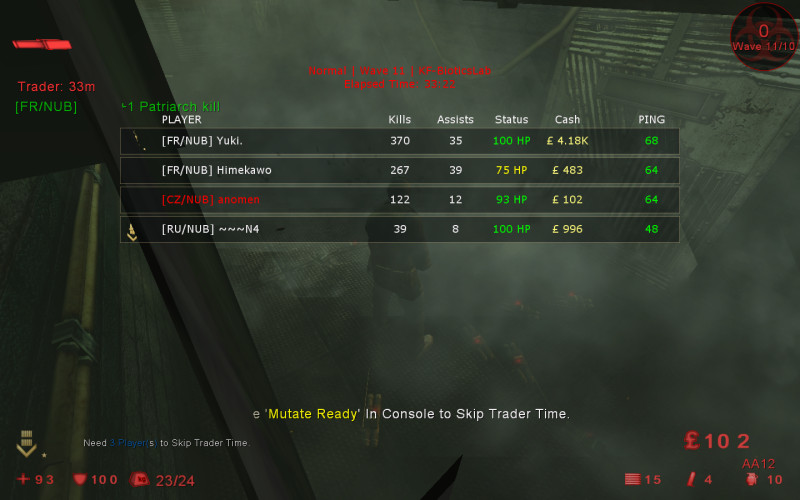 0
Wave 11/10
Trader: 33m
[FR/NUB] └1 Patriarch kill
PLAYER Kills Assists Status Cash PING
[FR/NUB] Yuki. 370 35 100 HP £ 4.18K 68
[FR/NUB] Himekawo 267 39 75 HP £ 483 64
[CZ/NUB] anomen 122 12 93 HP £ 102 64
[RU/NUB] ~~~N4 39 8 100 HP £ 996 48
e 'Mutate Ready' In Console to Skip Trader Time.
Need 3 Player(s) to Skip Trader Time.
£102
AA12
93 100 23/24 15 4 10